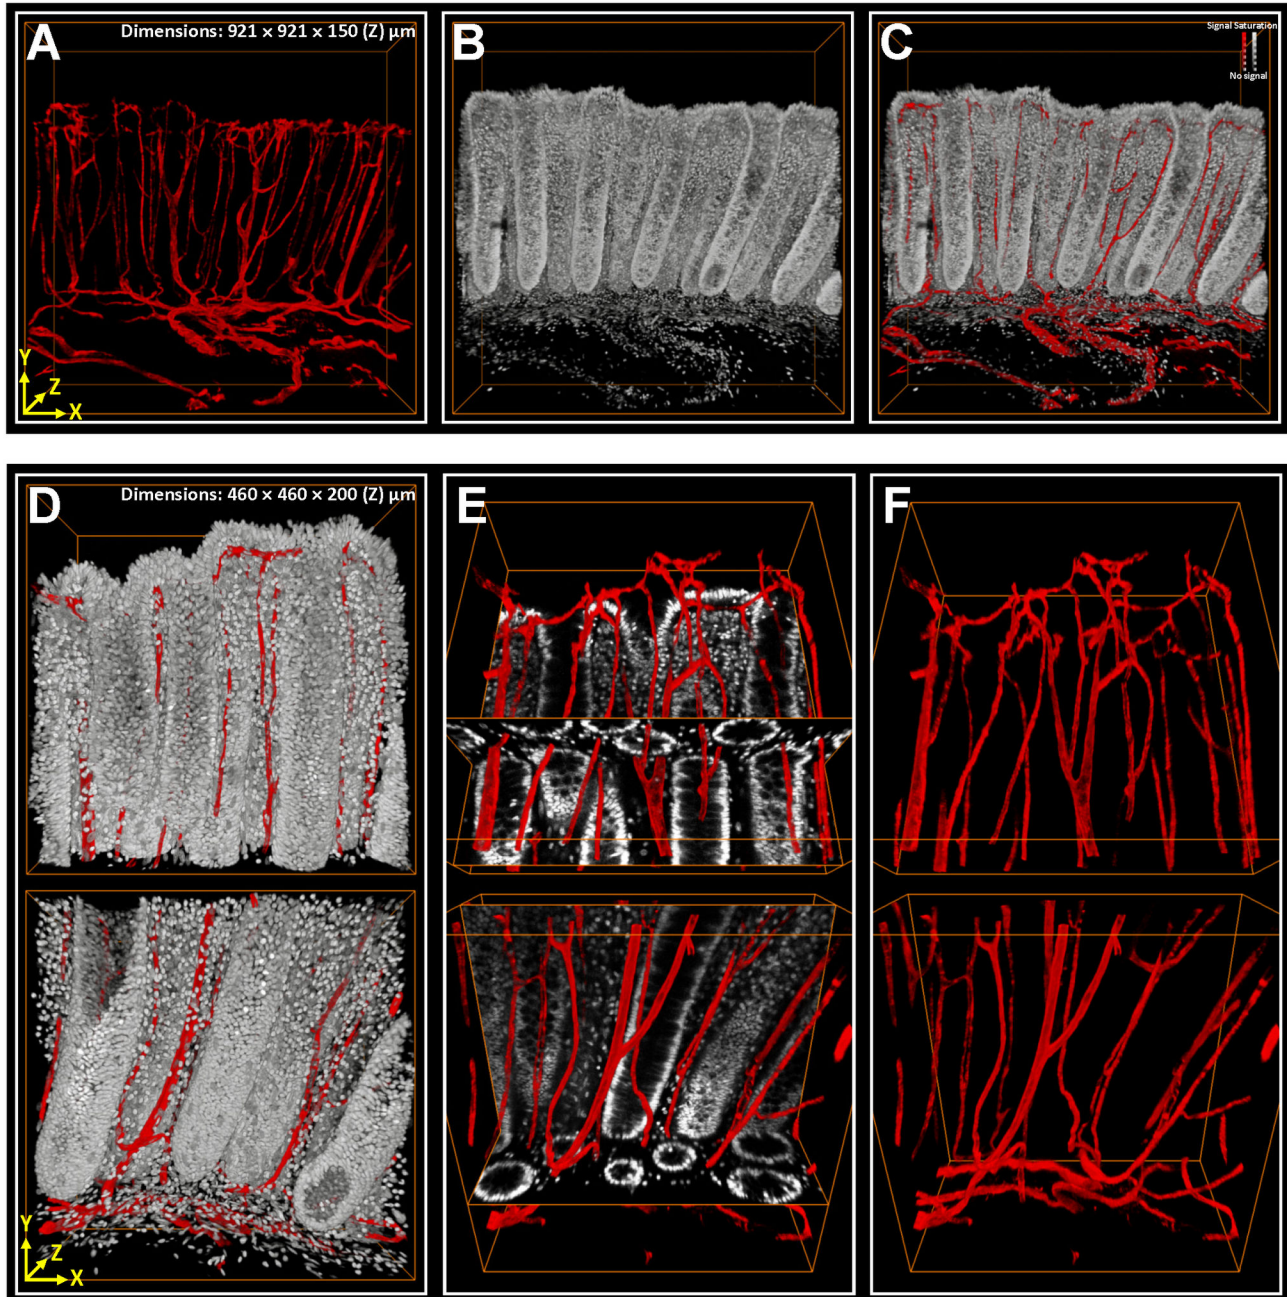 A
Dimensions: 921 × 921 × 150 (Z) µm
Y
Z
X
B
C
Signal Saturation
No signal
D
Dimensions: 460 × 460 × 200 (Z) µm
E
F
Y
Z
X